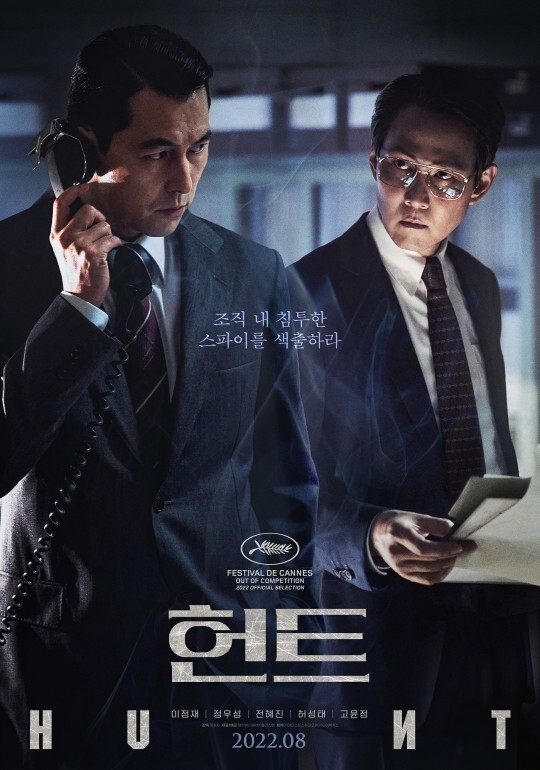 조직 내 침투한
스파이를 색출하라
FESTIVAL DE CANNES
OUT OF COMPETITION
2022 OFFICIAL SELECTION
헌트
이정재 | 정우성 | 전혜진 | 허성태 | 고윤정
HU И T
2022.08